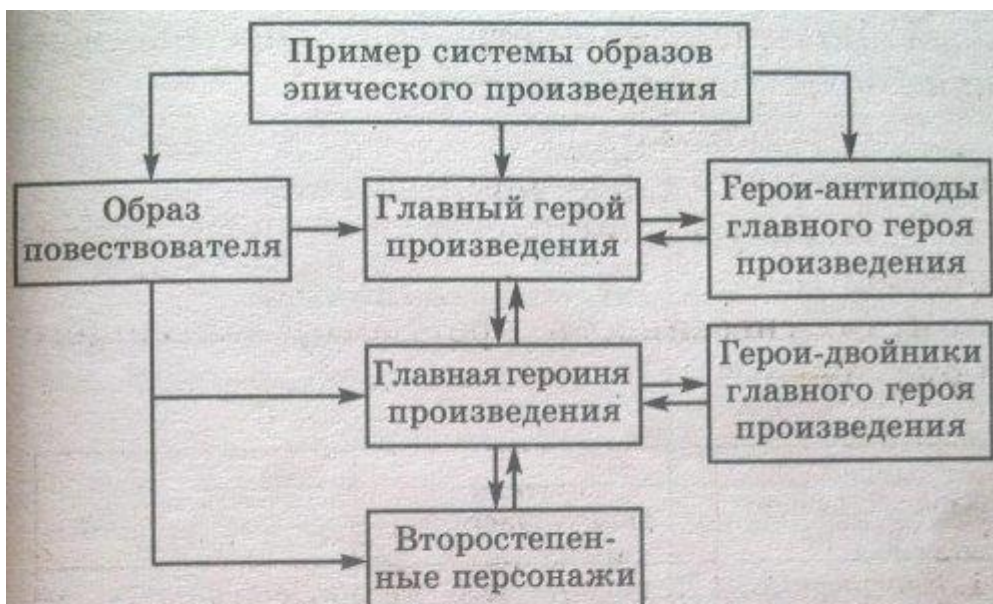 Пример системы образов
эпического произведения
Образ
повествователя
Главный герой
произведения
Герои-антиподы
главного героя
произведения
Главная героиня
произведения
Герои-двойники
главного героя
произведения
Второстепен-
ные персонажи